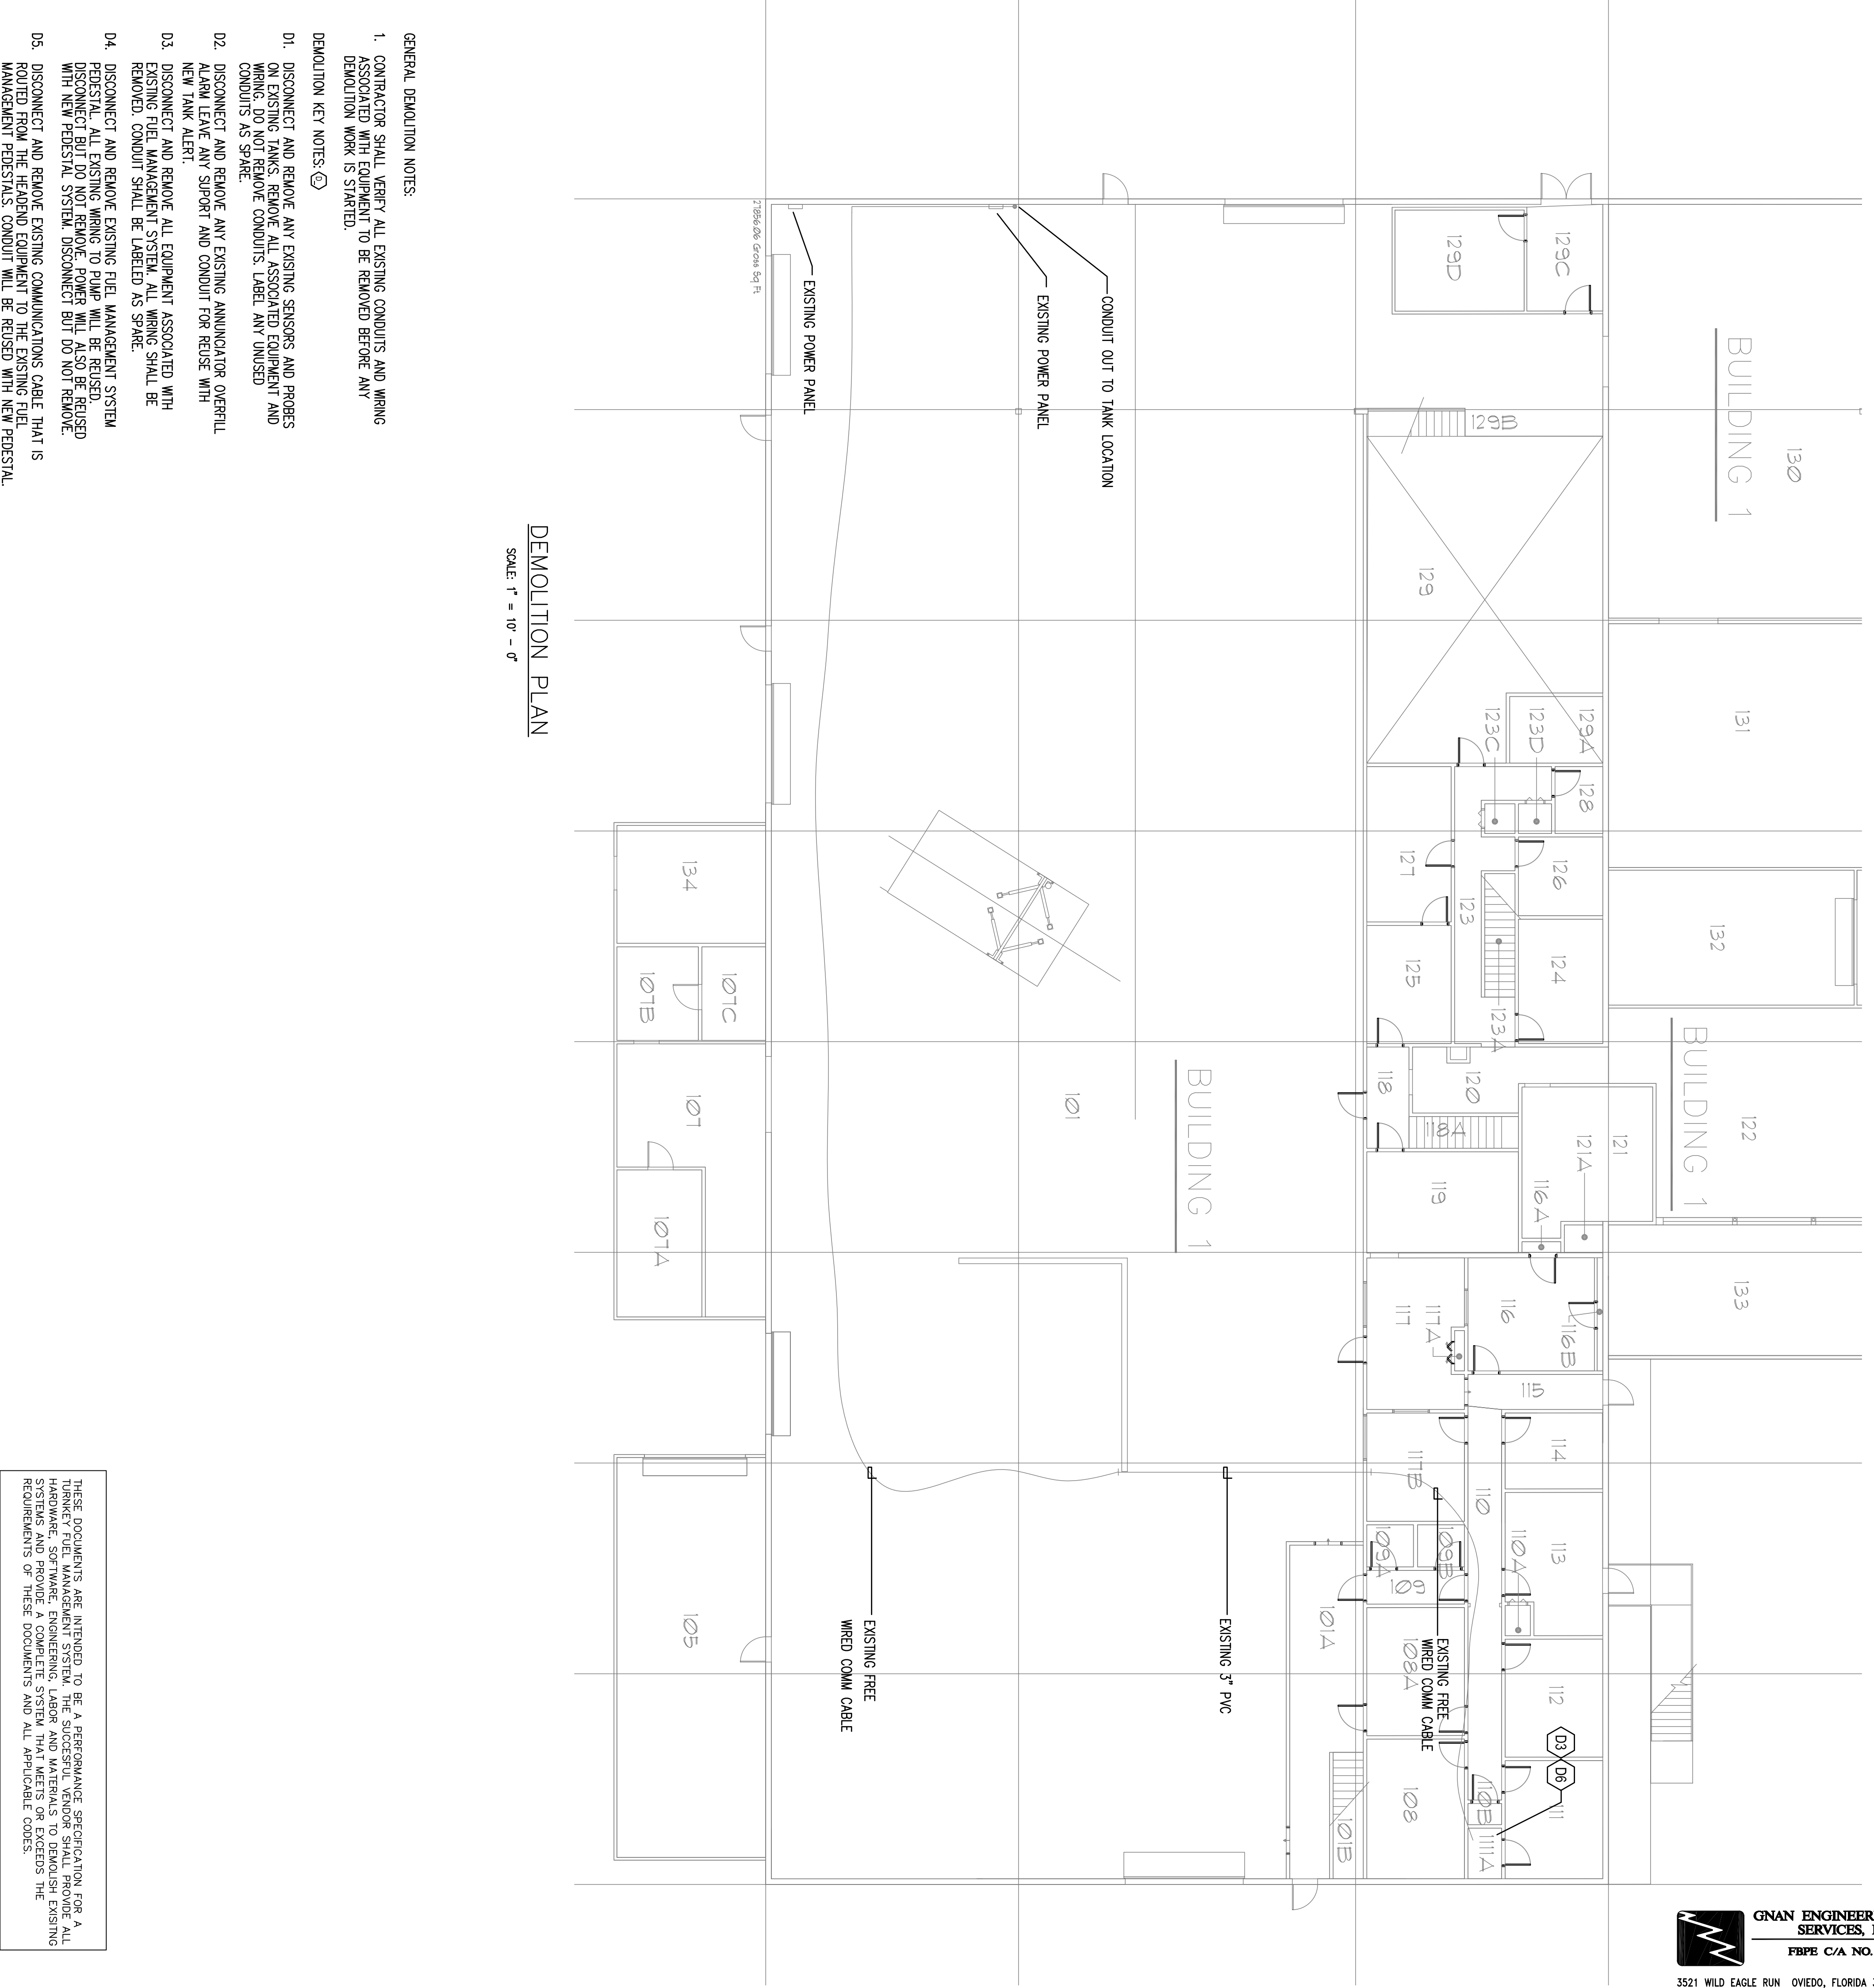 GENERAL DEMOLITION NOTES:
1. CONTRACTOR SHALL VERIFY ALL EXISTING CONDUITS AND WIRING
ASSOCIATED WITH EQUIPMENT TO BE REMOVED BEFORE ANY
DEMOLITION WORK IS STARTED.
DEMOLITION KEY NOTES: D
D1. DISCONNECT AND REMOVE ANY EXISITNG SENSORS AND PROBES
ON EXISTING TANKS. REMOVE ALL ASSOCIATED EQUIPMENT AND
WIRING. DO NOT REMOVE CONDUITS. LABEL ANY UNUSED
CONDUITS AS SPARE.
D2. DISCONNECT AND REMOVE ANY EXISTING ANNUNCIATOR OVERFILL
ALARM LEAVE ANY SUPORT AND CONDUIT FOR REUSE WITH
NEW TANK ALERT.
D3. DISCONNECT AND REMOVE ALL EQUIPMENT ASSOCIATED WITH
EXISTING FUEL MANAGEMENT SYSTEM. ALL WIRING SHALL BE
REMOVED. CONDUIT SHALL BE LABELED AS SPARE.
D4. DISCONNECT AND REMOVE EXISTING FUEL MANAGEMENT SYSTEM
PEDESTAL. ALL EXISTING WIRING TO PUMP WILL BE REUSED.
DISCONNECT BUT DO NOT REMOVE. POWER WILL ALSO BE REUSED
WITH NEW PEDESTAL SYSTEM. DISCONNECT BUT DO NOT REMOVE.
D5. DISCONNECT AND REMOVE EXISTING COMMUNICATIONS CABLE THAT IS
ROUTED FROM THE HEADEND EQUIPMENT TO THE EXISTING FUEL
MANAGEMENT PEDESTALS. CONDUIT WILL BE REUSED WITH NEW PEDESTAL.
DEMOLITION PLAN
SCALE: 1" = 10' - 0"
27856.06 Gross Sq Ft
EXISTING POWER PANEL
EXISTING POWER PANEL
CONDUIT OUT TO TANK LOCATION
129D
129C
BUILDING 1
130
129B
129
129A
123D
123C
131
128
127
126
123
125
124
123A
132
BUILDING 1
122
118
120
118A
119
121
121A
116A
BUILDING 1
101
134
107B
107C
107
107A
117
117A
116
116B
133
115
117B
110
114
113
110A
109A
109B
109
108A
108
112
111
110B
111A
D3
D6
101A
101B
105
EXISTING FREE
WIRED COMM CABLE
EXISTING 3" PVC
EXISTING FREE
WIRED COMM CABLE
THESE DOCUMENTS ARE INTENDED TO BE A PERFORMANCE SPECIFICATION FOR A
TURNKEY FUEL MANAGEMENT SYSTEM. THE SUCCESFUL VENDOR SHALL PROVIDE ALL
HARDWARE, SOFTWARE, ENGINEERING, LABOR AND MATERIALS TO DEMOLISH EXISITNG
SYSTEMS AND PROVIDE A COMPLETE SYSTEM THAT MEETS OR EXCEEDS THE
REQUIREMENTS OF THESE DOCUMENTS AND ALL APPLICABLE CODES.
GNAN ENGINEER
SERVICES,
FBPE C/A NO.
3521 WILD EAGLE RUN OVIEDO, FLORIDA